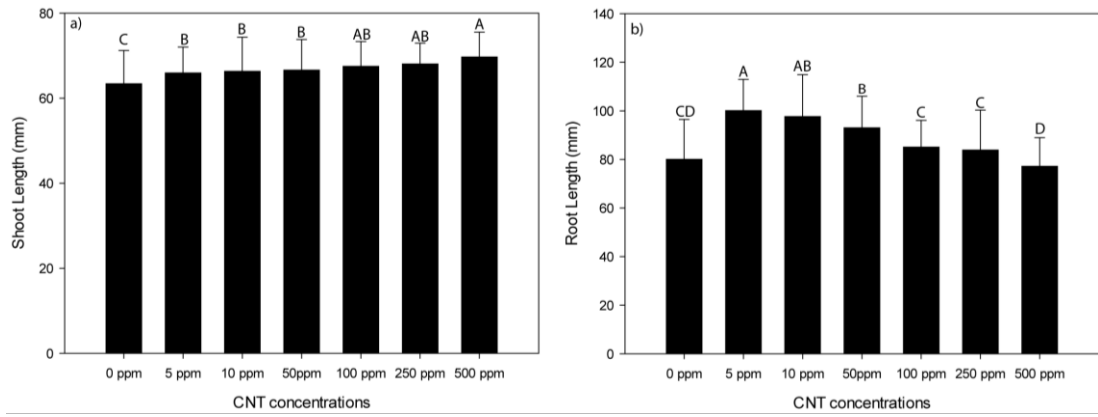 a)
Shoot Length (mm)
80
60
40
20
0
C B B B AB AB A
0 ppm 5 ppm 10 ppm 50ppm 100 ppm 250 ppm 500 ppm
CNT concentrations
b)
Root Length (mm)
140
120
100
80
60
40
20
0
CD A AB B C C D
0 ppm 5 ppm 10 ppm 50ppm 100 ppm 250 ppm 500 ppm
CNT concentrations